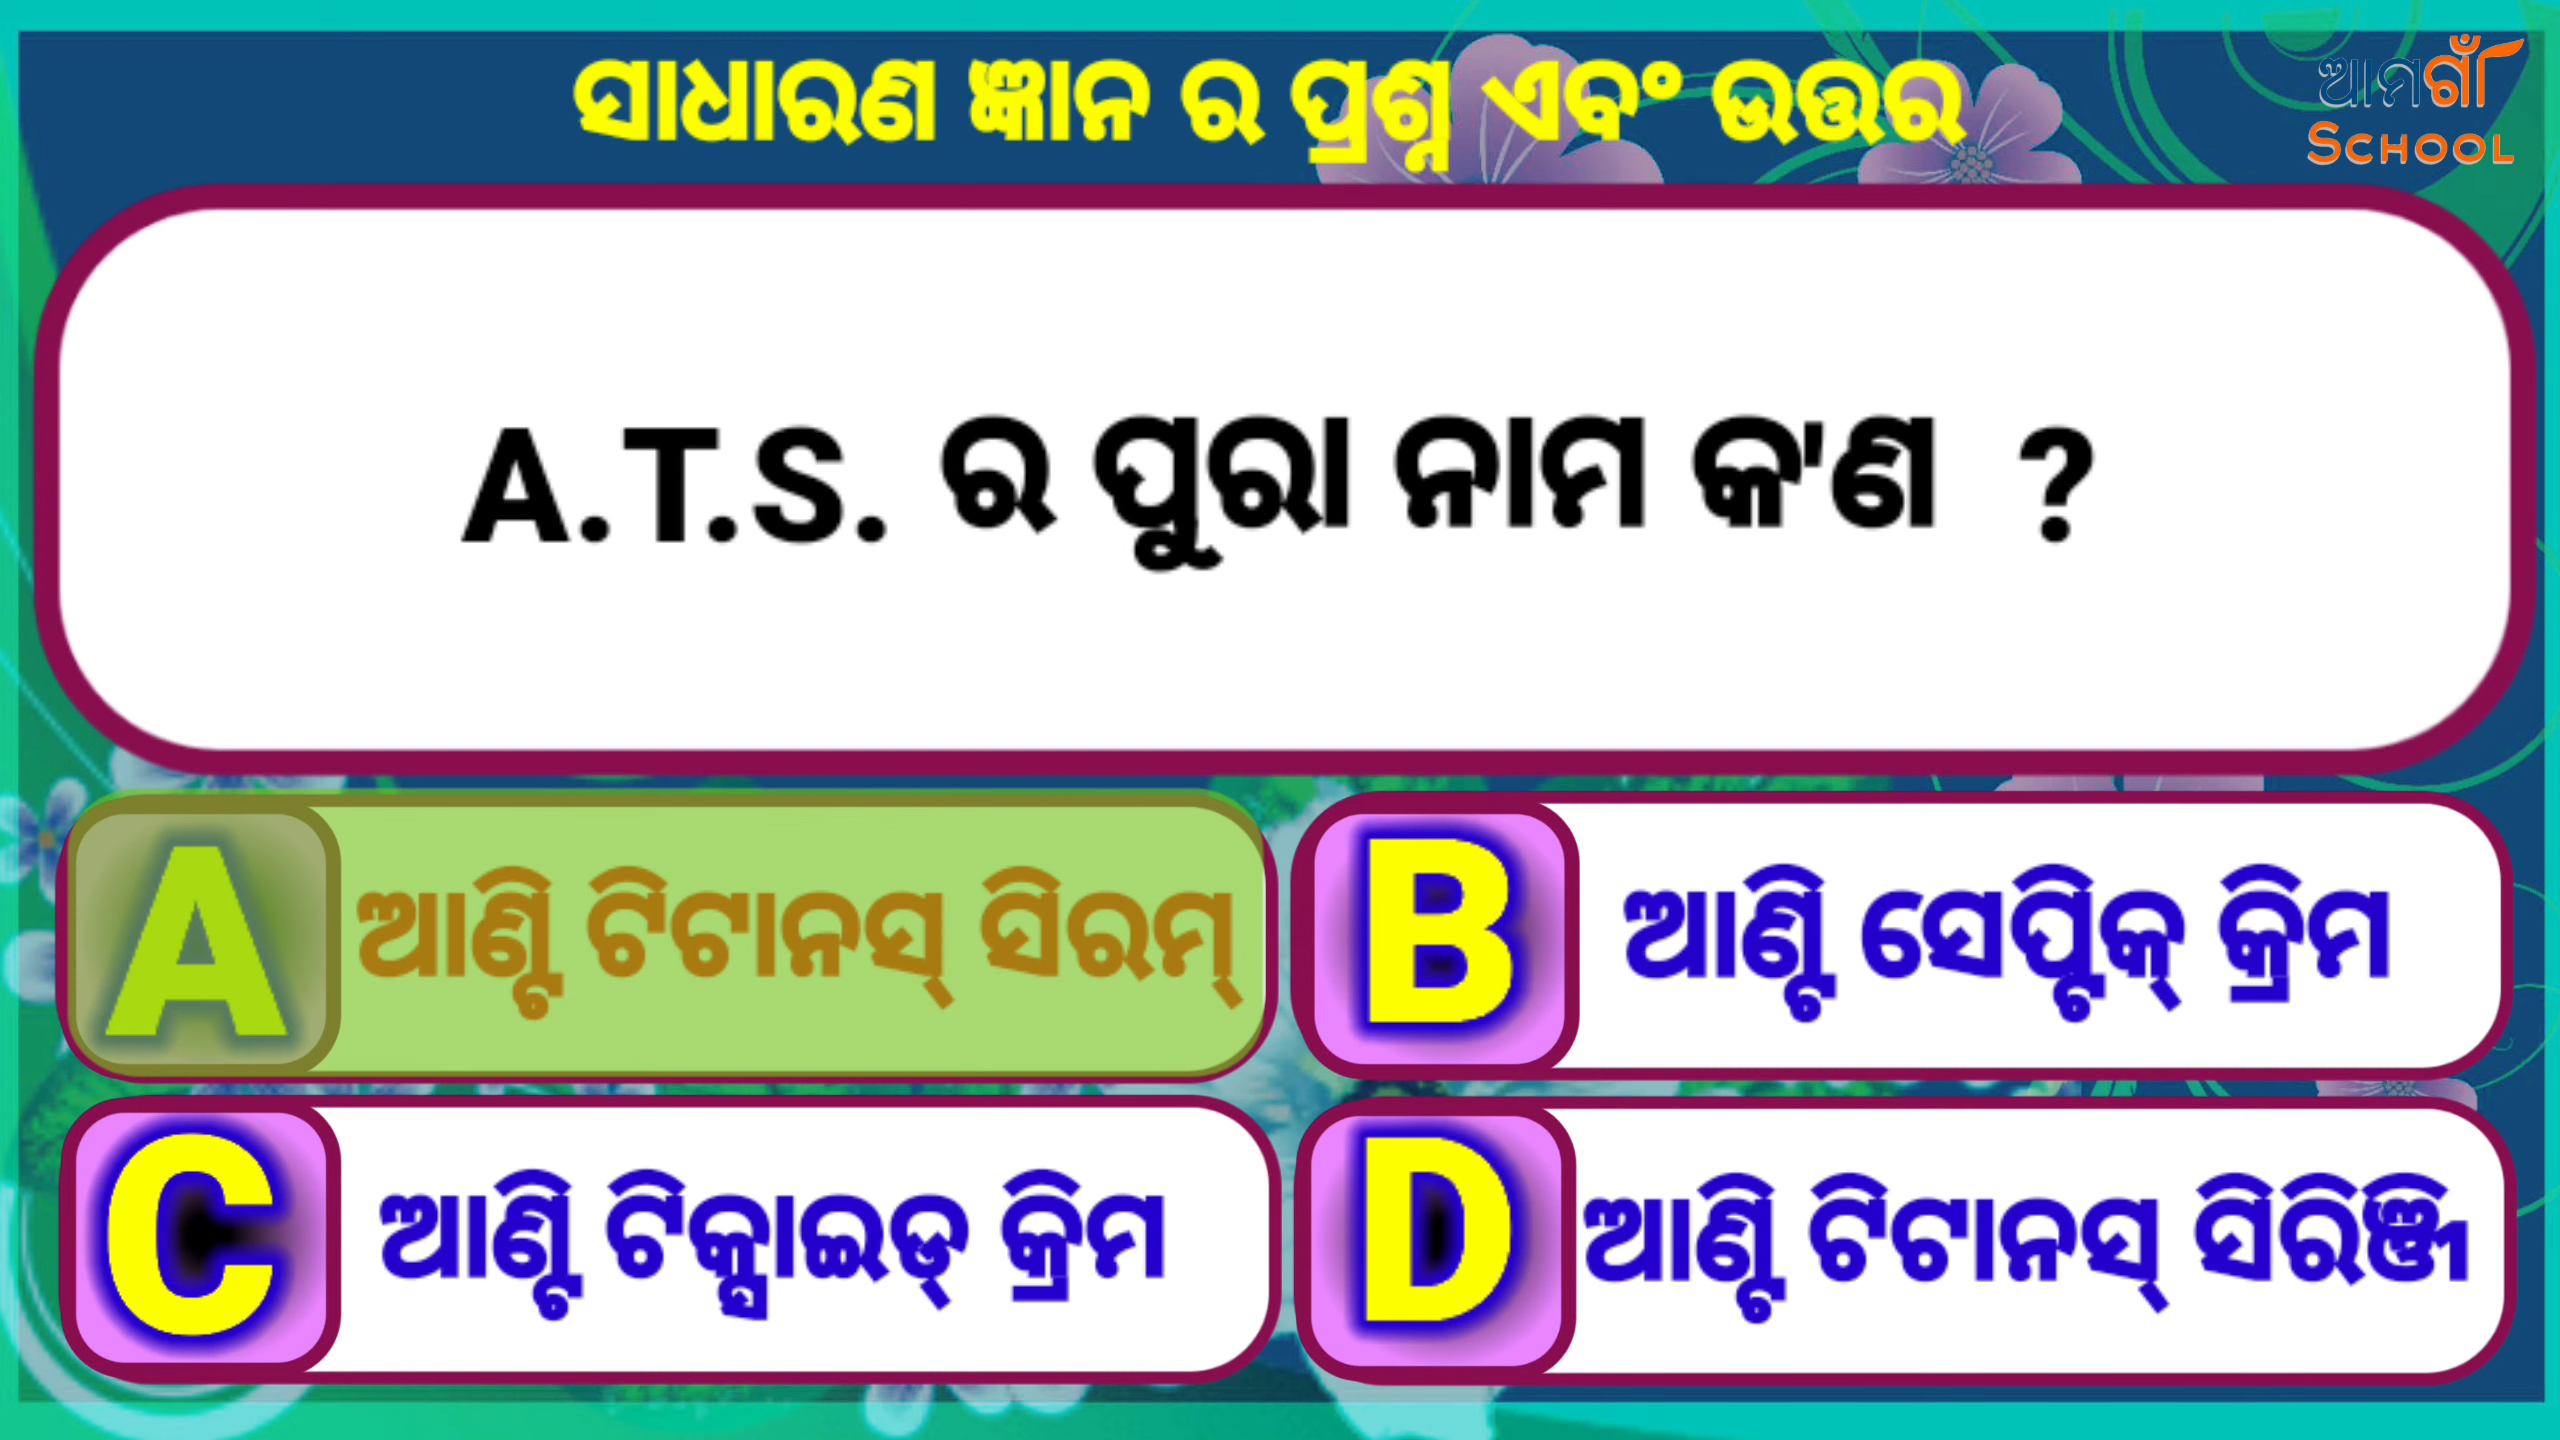 ସାଧାରଣ ଜ୍ଞାନ ର ପ୍ରଶ୍ନ ଏବଂ ଉତ୍ତର
ଆମଗାଁ
SCHOOL
A.T.S. ର ପୁରା ନାମ କ'ଣ ?
A ଆଣ୍ଟି ଟିଟାନସ୍ ସିରମ୍
B ଆଣ୍ଟି ସେପ୍ଟିକ୍ କ୍ରିମ
C ଆଣ୍ଟି ଟିକ୍ସାଇଡ୍ କ୍ରିମ
D ଆଣ୍ଟି ଟିଟାନସ୍ ସିରିଞ୍ଜ